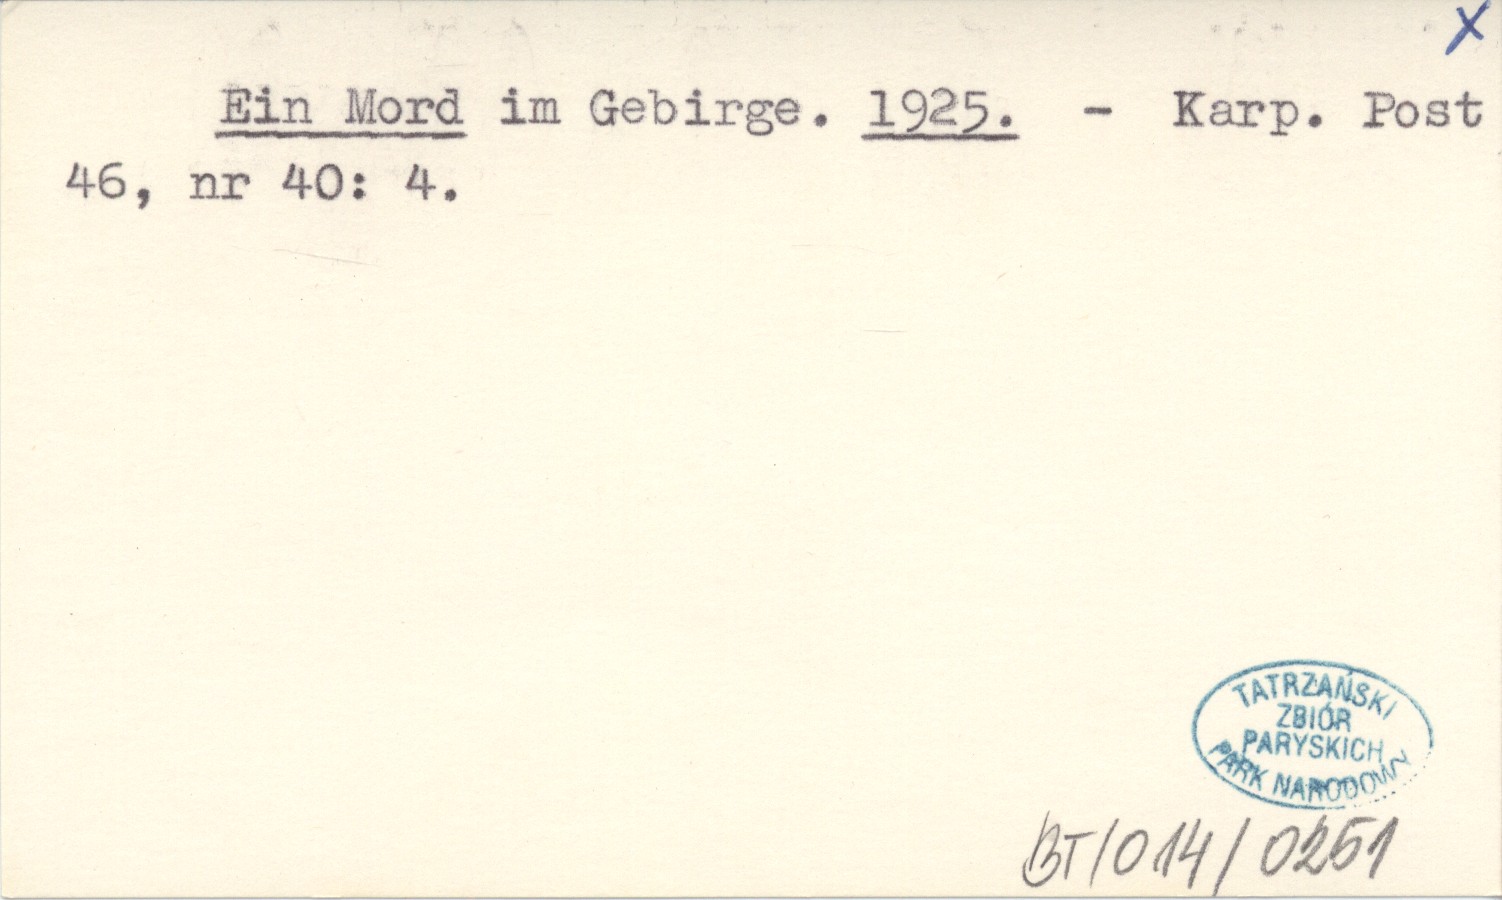 X
Ein Mord im Gebirge. 1925. - Karp. Post
46, nr 40: 4.
TATRZAŃSKI
ZBIÓR
PARYSKICH
PARK NARODOWY
BT/014/0251